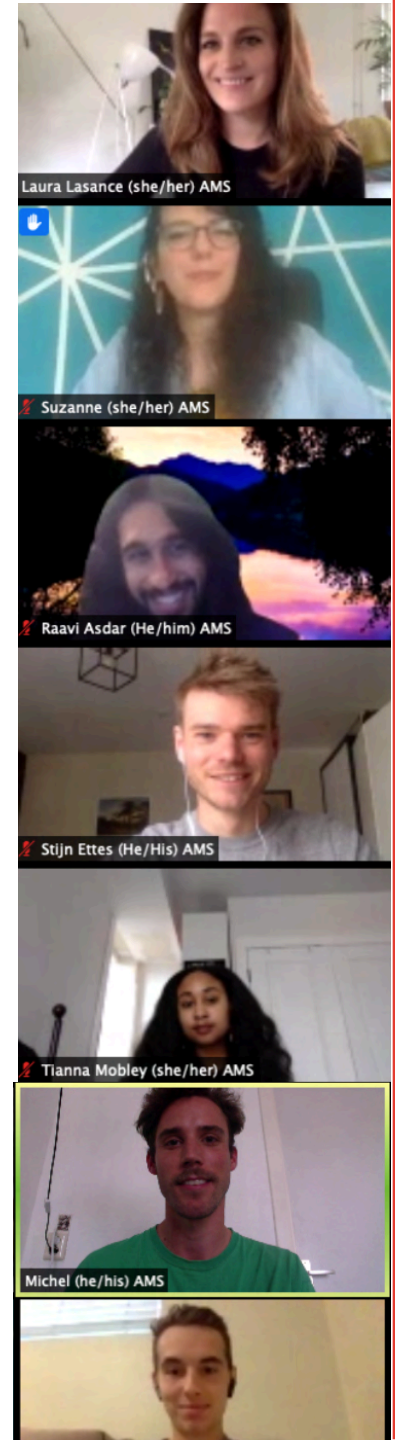 Laura Lasance (she/her) AMS
Suzanne (she/her) AMS
Raavi Asdar (He/him) AMS
Stijn Ettes (He/His) AMS
Tianna Mobley (she/her) AMS
Michel (he/his) AMS